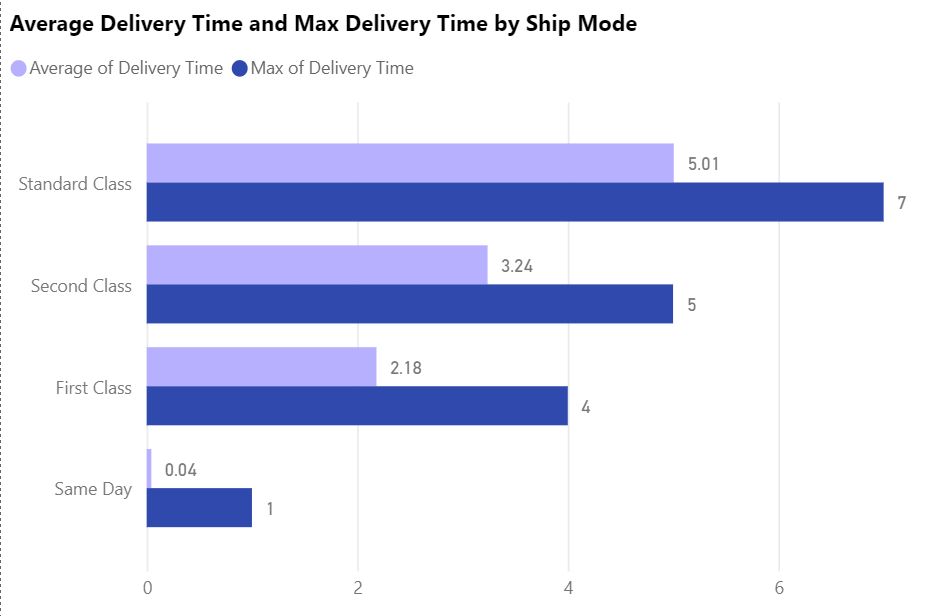 Average Delivery Time and Max Delivery Time by Ship Mode
Average of Delivery Time Max of Delivery Time
Standard Class
5.01
7
Second Class
3.24
5
First Class
2.18
4
Same Day
0.04
1
0 2 4 6